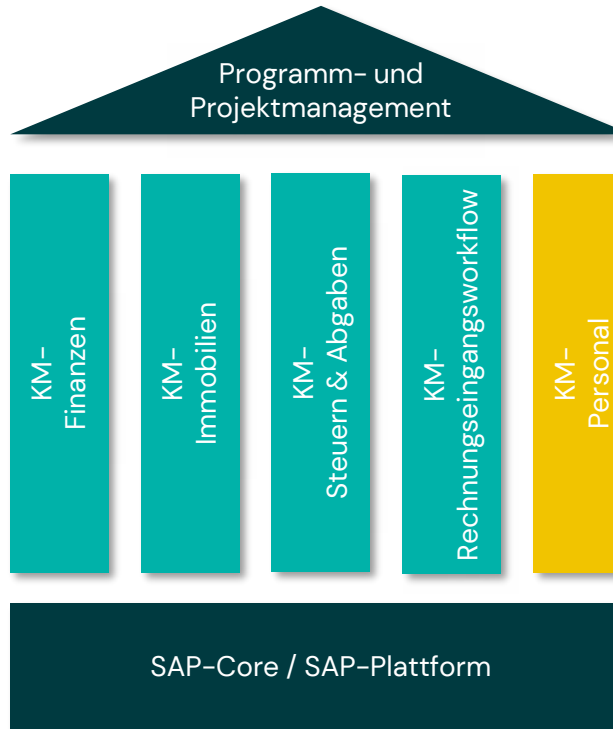 Programm- und
Projektmanagement
KM-
Finanzen
KM-
Immobilien
KM-
Steuern & Abgaben
KM-
Rechnungseingangsworkflow
KM-
Personal
SAP-Core / SAP-Plattform